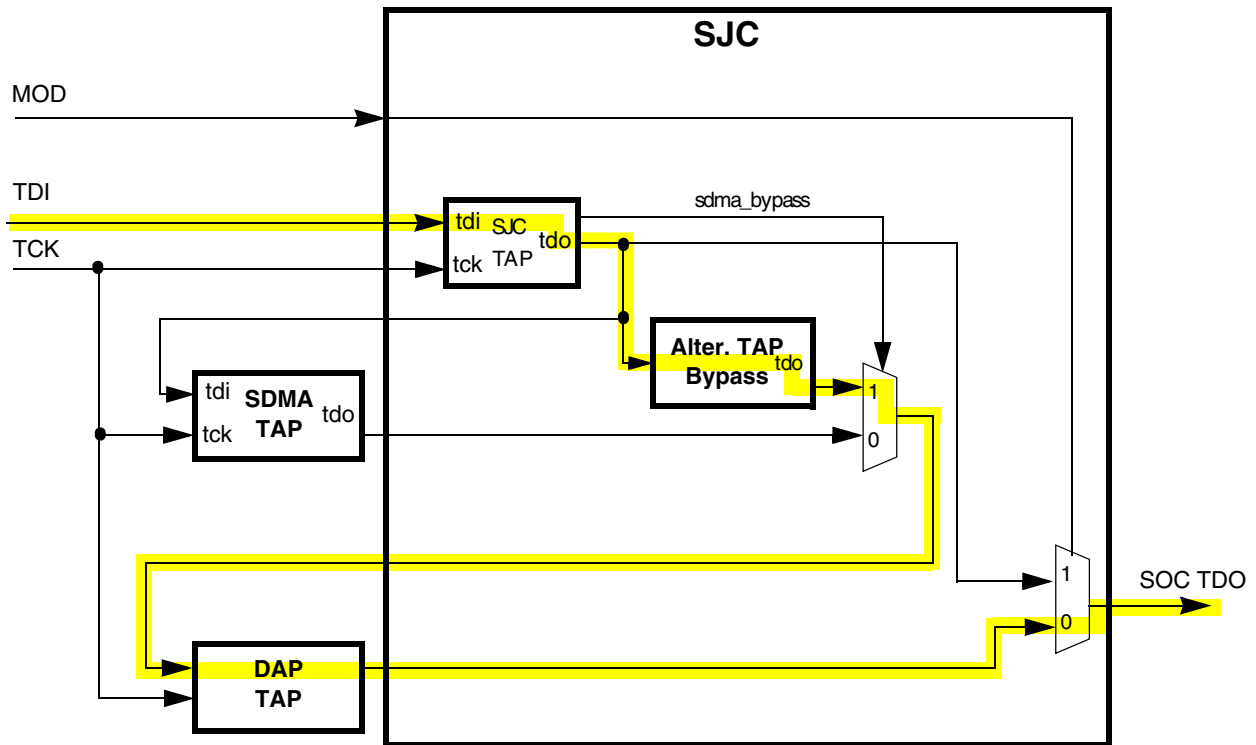 SJC
MOD
TDI
sdma_bypass
tdi SJC
tdo
TCK
tck TAP
Alter. TAP
tdo
Bypass
1
tdi SDMA
tdo
tck TAP
0
1
SOC TDO
0
DAP
TAP